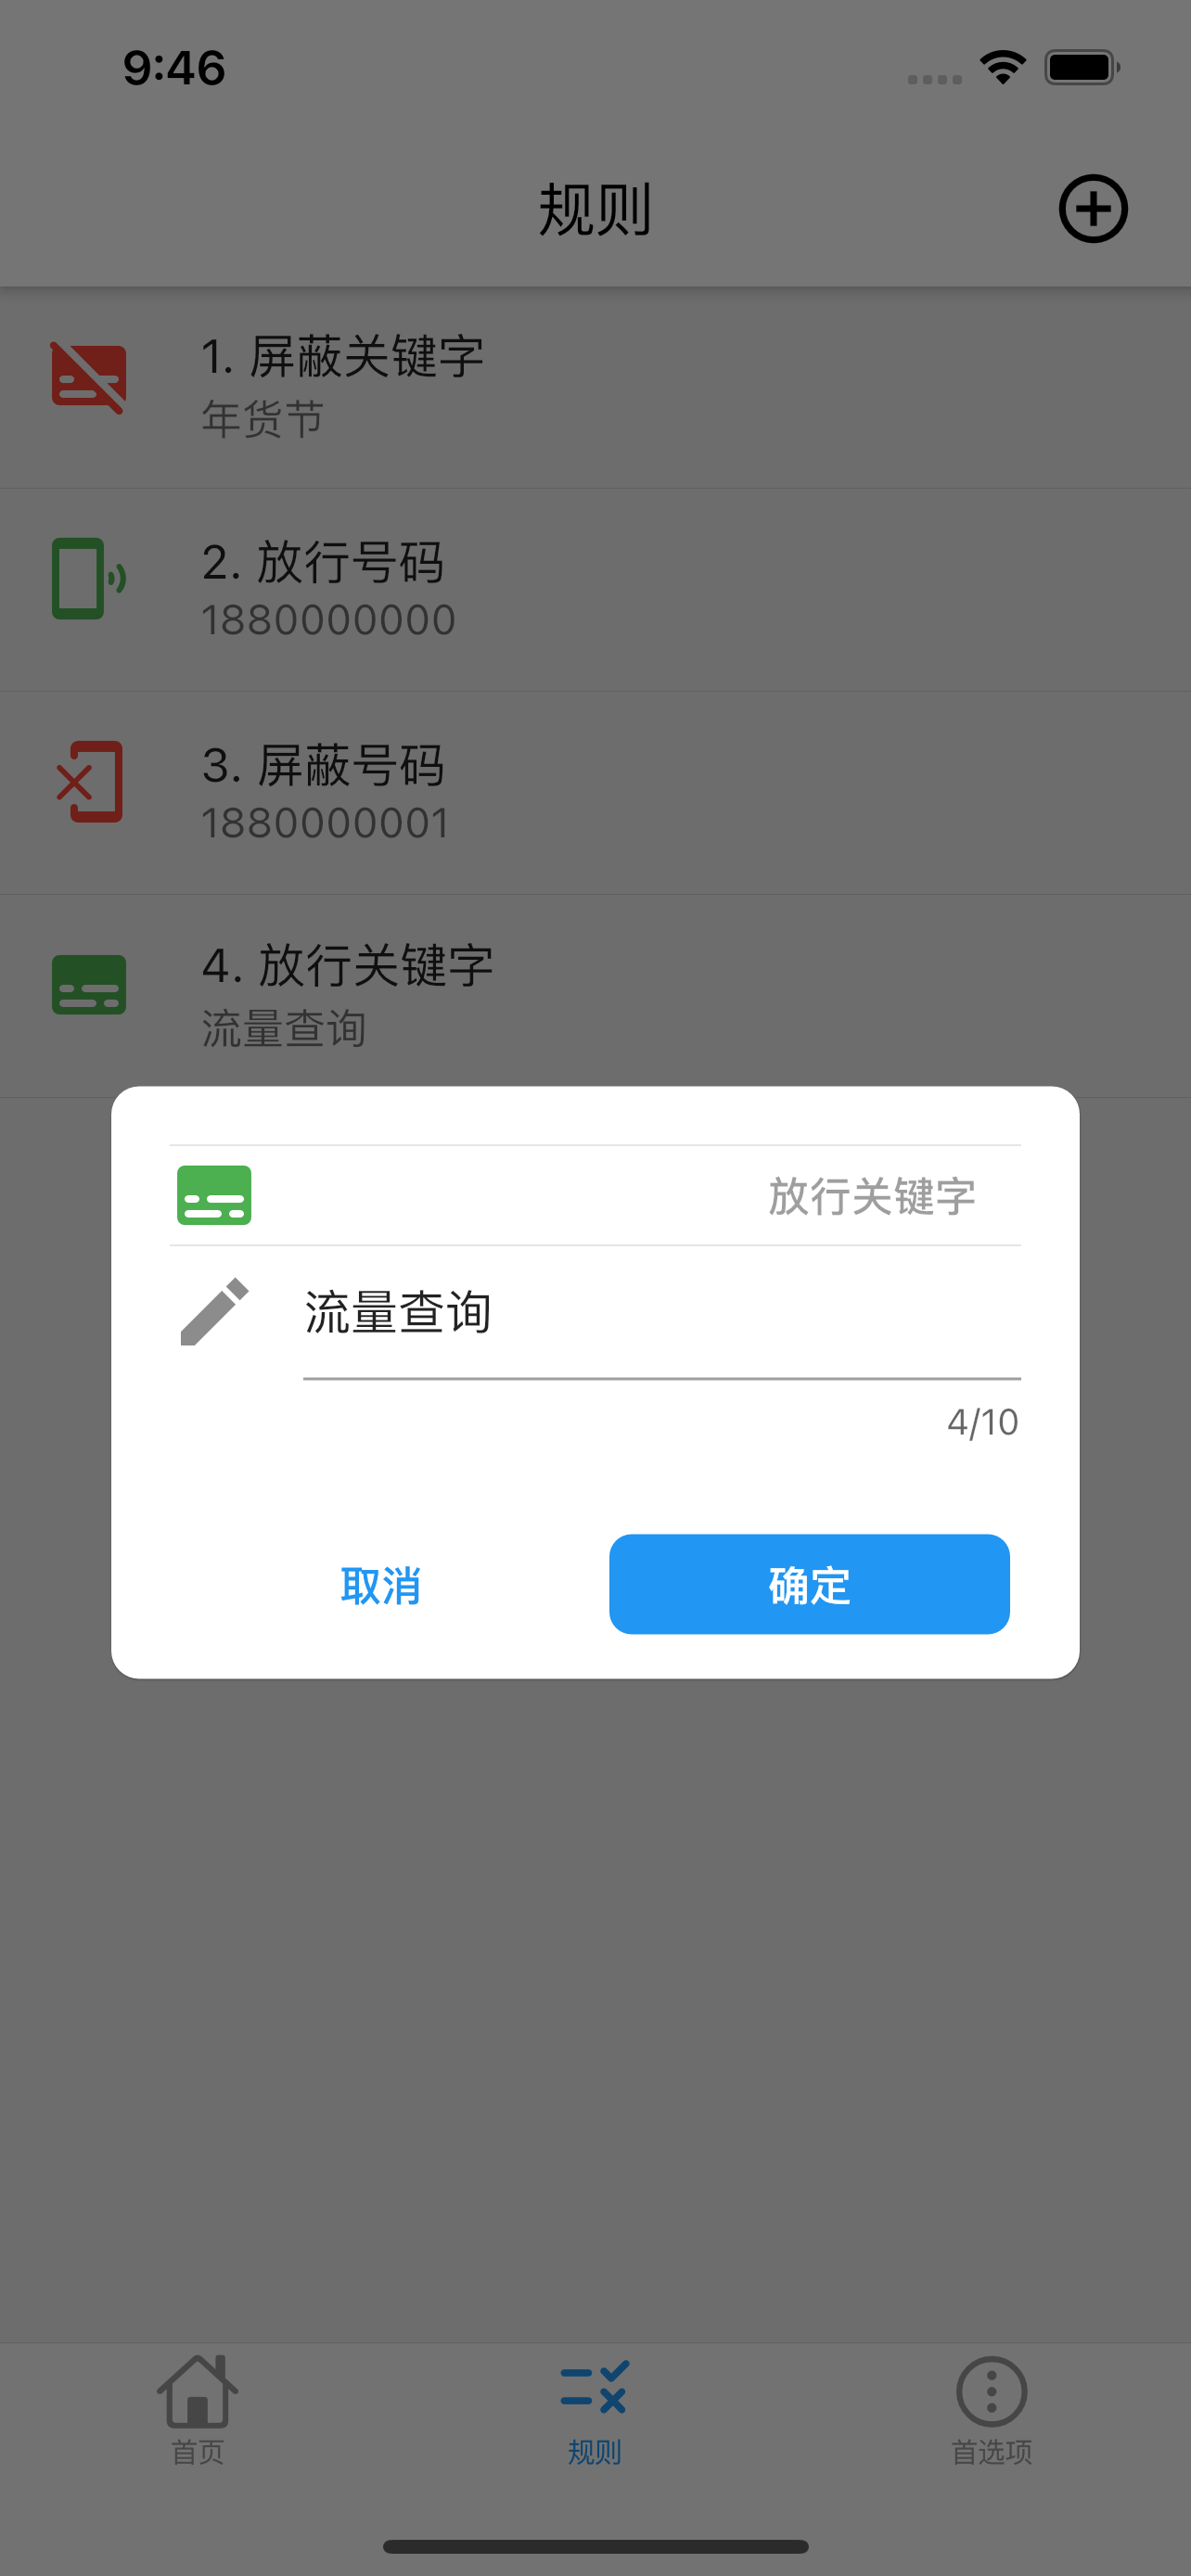 9:46
规则
1. 屏蔽关键字
年货节
2. 放行号码
1880000000
3. 屏蔽号码
1880000001
4. 放行关键字
流量查询
放行关键字
流量查询
4/10
取消 确定
首页 规则 首选项